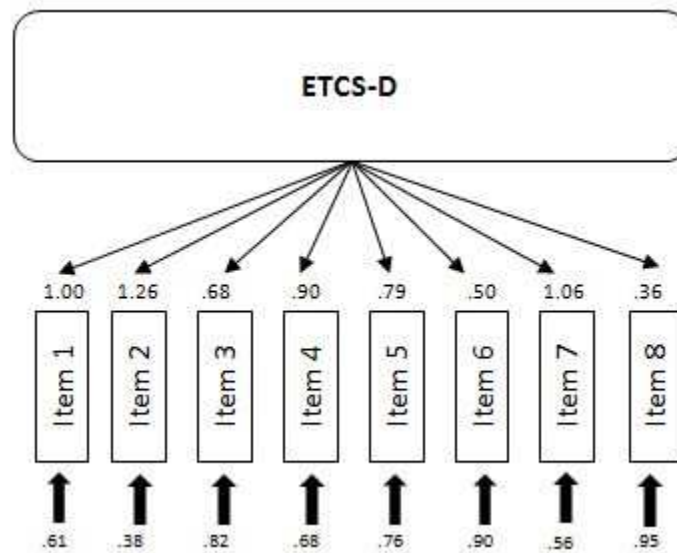 ETCS-D
1.00 1.26 .68 .90 .79 .50 1.06 .36
Item 1 Item 2 Item 3 Item 4 Item 5 Item 6 Item 7 Item 8
.61 .38 .82 .68 .76 .90 .56 .95